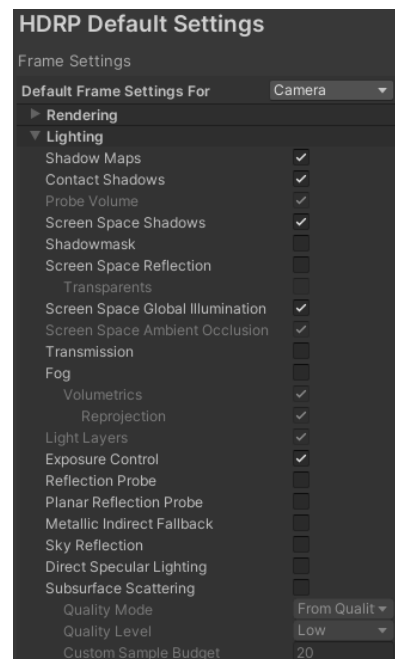 HDRP Default Settings
Frame Settings
Default Frame Settings For Camera
Rendering
Lighting
Shadow Maps
Contact Shadows
Probe Volume
Screen Space Shadows
Shadowmask
Screen Space Reflection
Transparents
Screen Space Global Illumination
Screen Space Ambient Occlusion
Transmission
Fog
Volumetrics
Reprojection
Light Layers
Exposure Control
Reflection Probe
Planar Reflection Probe
Metallic Indirect Fallback
Sky Reflection
Direct Specular Lighting
Subsurface Scattering
Quality Mode From Qualit
Quality Level Low
Custom Sample Budget 20